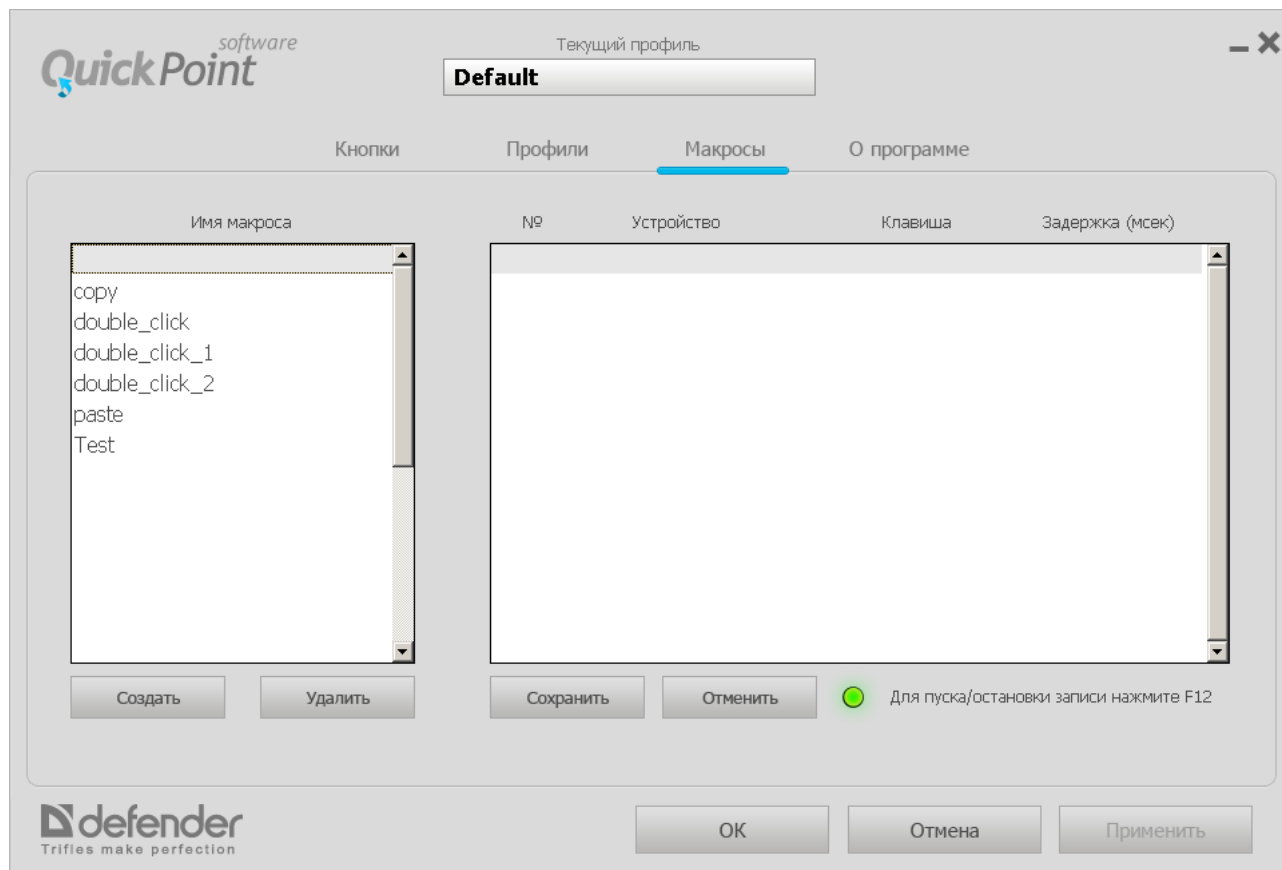 software
QuickPoint
Текущий профиль
Default
Кнопки Профили Макросы О программе
Имя макроса
№ Устройство Клавиша Задержка (мсек)
copy
double_click
double_click_1
double_click_2
paste
Test
Создать Удалить Сохранить Отменить Для пуска/остановки записи нажмите F12
defender
Trifles make perfection
OK Отмена Применить